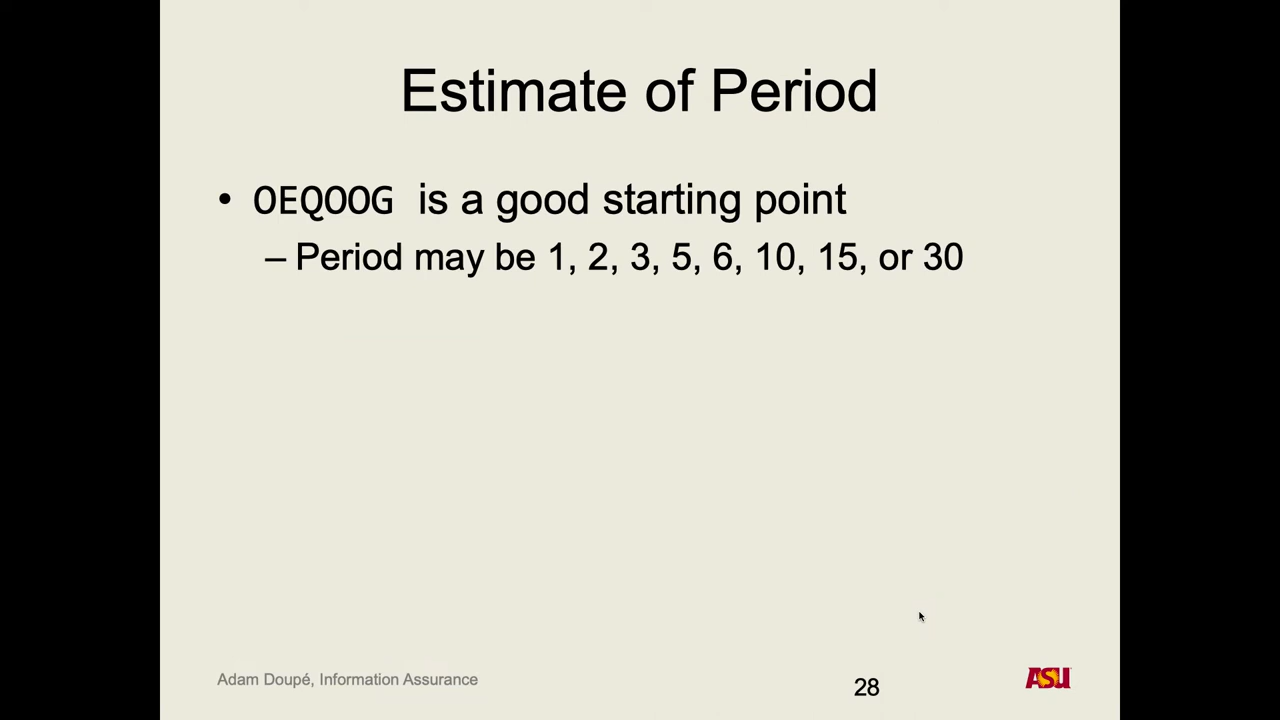 Estimate of Period
• OEQOOG is a good starting point
– Period may be 1, 2, 3, 5, 6, 10, 15, or 30
Adam Doupé, Information Assurance
28
ASU